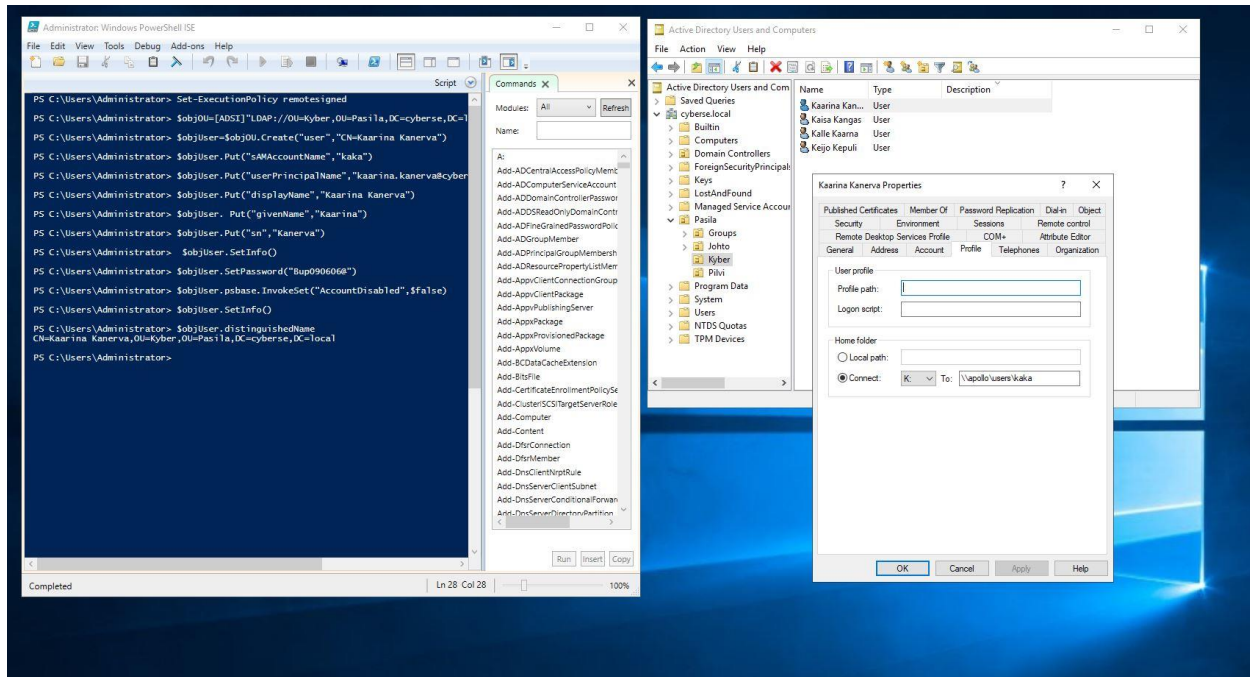 Administrator: Windows PowerShell ISE
File Edit View Tools Debug Add-ons Help
Script
PS C:\Users\Administrator> Set-ExecutionPolicy remotesigned
PS C:\Users\Administrator> $objOU=[ADSI]"LDAP://OU=Kyber,OU=Pasila,DC=cyberse,DC=l
PS C:\Users\Administrator> $objUser=$objOU.Create("user","CN=Kaarina Kanerva")
PS C:\Users\Administrator> $objUser.Put("sAMAccountName","kaka")
PS C:\Users\Administrator> $objUser.Put("userPrincipalName","kaarina.kanerva@cyber
PS C:\Users\Administrator> $objUser.Put("displayName","Kaarina Kanerva")
PS C:\Users\Administrator> $objUser. Put("givenName","Kaarina")
PS C:\Users\Administrator> $objUser.Put("sn","Kanerva")
PS C:\Users\Administrator>  $objUser.SetInfo()
PS C:\Users\Administrator> $objUser.SetPassword("Bup090606@")
PS C:\Users\Administrator> $objUser.psbase.InvokeSet("AccountDisabled",$false)
PS C:\Users\Administrator> $objUser.SetInfo()
PS C:\Users\Administrator> $objUser.distinguishedName
CN=Kaarina Kanerva,OU=Kyber,OU=Pasila,DC=cyberse,DC=local
PS C:\Users\Administrator>
Completed
Ln 28 Col 28
100%
Commands X
Modules: All Refresh
Name:
A:
Add-ADCentralAccessPolicyMemb
Add-ADComputerServiceAccount
Add-ADDomainControllerPasswor
Add-ADDSReadOnlyDomainContr
Add-ADFineGrainedPasswordPolic
Add-ADGroupMember
Add-ADPrincipalGroupMembersh
Add-ADResourcePropertyListMem
Add-AppvClientConnectionGroup
Add-AppvClientPackage
Add-AppvPublishingServer
Add-AppxPackage
Add-AppxProvisionedPackage
Add-AppxVolume
Add-BCDataCacheExtension
Add-BitsFile
Add-CertificateEnrollmentPolicySe
Add-ClusteriSCSITargetServerRole
Add-Computer
Add-Content
Add-DfsrConnection
Add-DfsrMember
Add-DnsClientNrptRule
Add-DnsServerClientSubnet
Add-DnsServerConditionalForwar
Add-DnsServerDirectoryPartition
Run Insert Copy
Active Directory Users and Computers
File Action View Help
Active Directory Users and Com
Saved Queries
cyberse.local
Builtin
Computers
Domain Controllers
ForeignSecurityPrincipal
Keys
LostAndFound
Managed Service Accour
Pasila
Groups
Johto
Kyber
Pilvi
Program Data
System
Users
NTDS Quotas
TPM Devices
Name Type Description
Kaarina Kan... User
Kaisa Kangas User
Kalle Kaarna User
Keijo Kepuli User
Kaarina Kanerva Properties ? X
Published Certificates Member Of Password Replication Dial-in Object
Security Environment Sessions Remote control
Remote Desktop Services Profile COM+ Attribute Editor
General Address Account Profile Telephones Organization
User profile
Profile path:
Logon script:
Home folder
Local path:
Connect: K: To: \\apollo\users\kaka
OK Cancel Apply Help